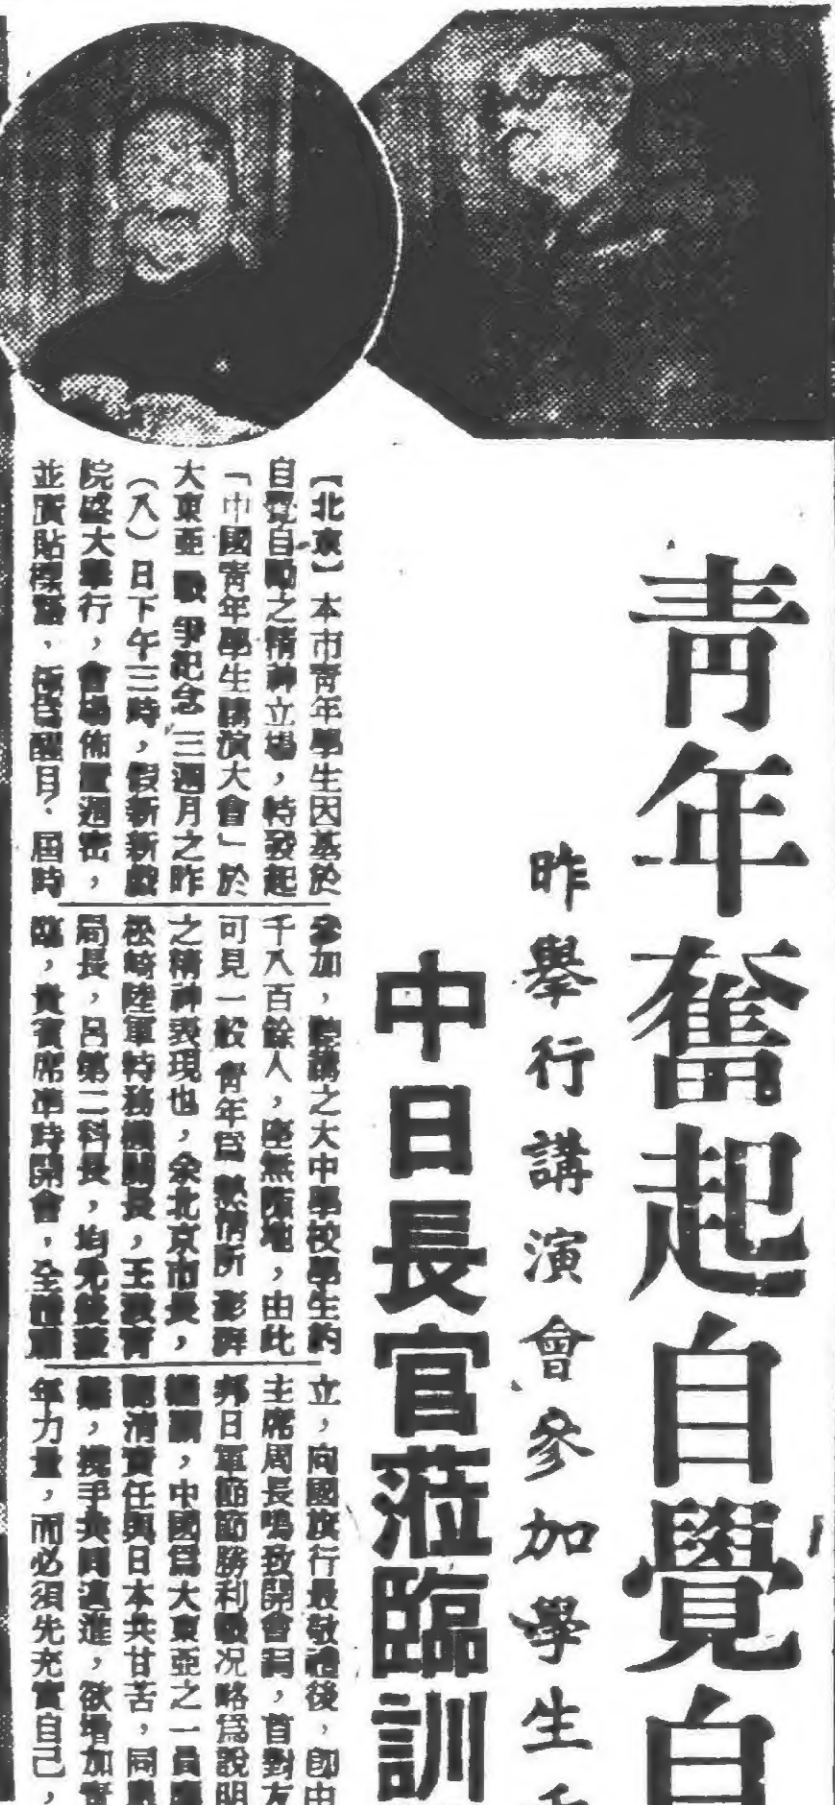 青年奮起自覺自
昨舉行講演會參加學生千
中日長官蒞臨訓
【北京】本市青年學生因基於
自覺自動之精神立場，特發起
「中國青年學生講演大會」於
大東亞戰爭紀念三週月之昨
（八）日下午三時，假新新戲
院盛大舉行，會場佈置週密，
並廣貼標語，極爲醒目，屆時
參加，聽講之大中學校學生約
千八百餘人，座無隙地，由此
可見一般青年爲熱情所
之精神表現也，余北京市長，
松崎陸軍特務機關長，王教育
局長，呂第二科長，均先後蒞
臨，貴賓席準時開會，全體肅
立，向國旗行最敬禮後，卽由
主席周長鳴致開會詞，首對友
邦日軍節節勝利戰况略爲說明
，中國爲大東亞之一員應
認清責任與日本共甘苦，同患
難，携手共同邁進，欲增加青
年力量，而必須先充實自己，